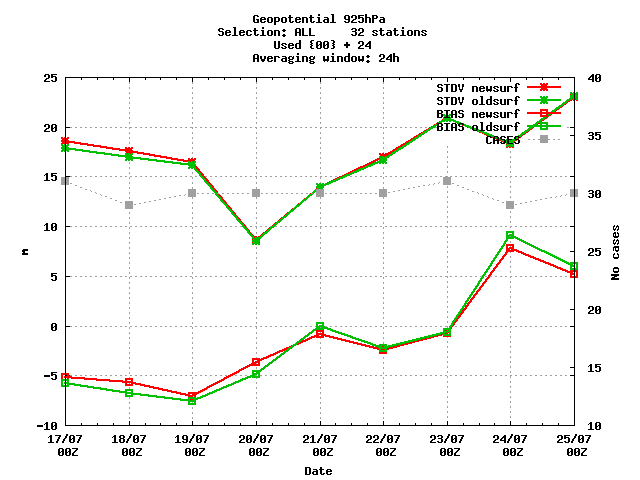 Geopotential 925hPa
Selection: ALL     32 stations
Used {00} + 24
Averaging window: 24h
25 40
STDV newsurf
STDV oldsurf
BIAS newsurf
BIAS oldsurf
CASES
20 35
15 30
10 25
5 20
0
-5 15
-10 10
m
No cases
17/07 18/07 19/07 20/07 21/07 22/07 23/07 24/07 25/07
00Z 00Z 00Z 00Z 00Z 00Z 00Z 00Z 00Z
Date